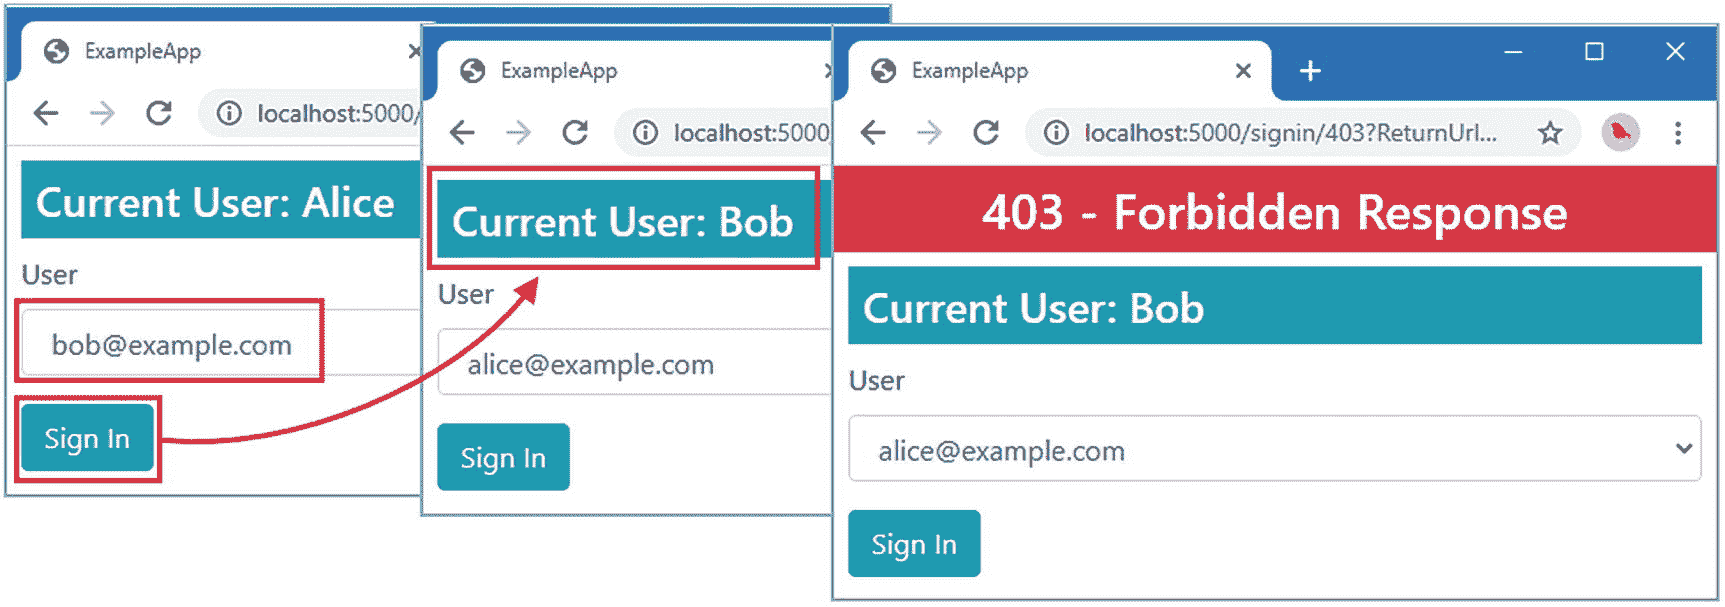 ExampleApp
localhost:5000/
Current User: Alice
User
bob@example.com
Sign In
ExampleApp
localhost:5000
Current User: Bob
User
alice@example.com
Sign In
ExampleApp
localhost:5000/signin/403?ReturnUrl...
403 - Forbidden Response
Current User: Bob
User
alice@example.com
Sign In